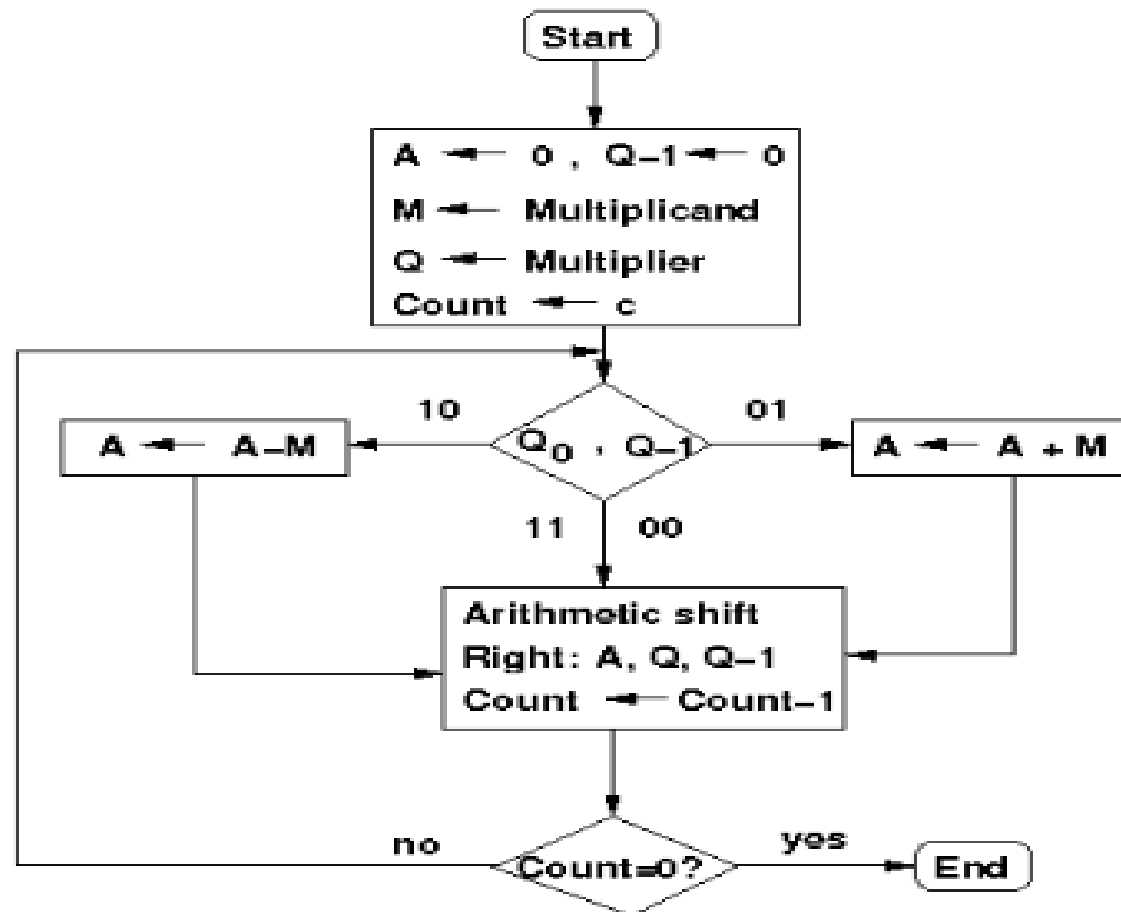 Start
A ← 0 , Q-1 ← 0
M ← Multiplicand
Q ← Multiplier
Count ← c
10
01
A ← A-M
Q₀ , Q-1
A ← A + M
11
00
Arithmetic shift
Right: A, Q, Q-1
Count ← Count-1
no
yes
Count=0?
End